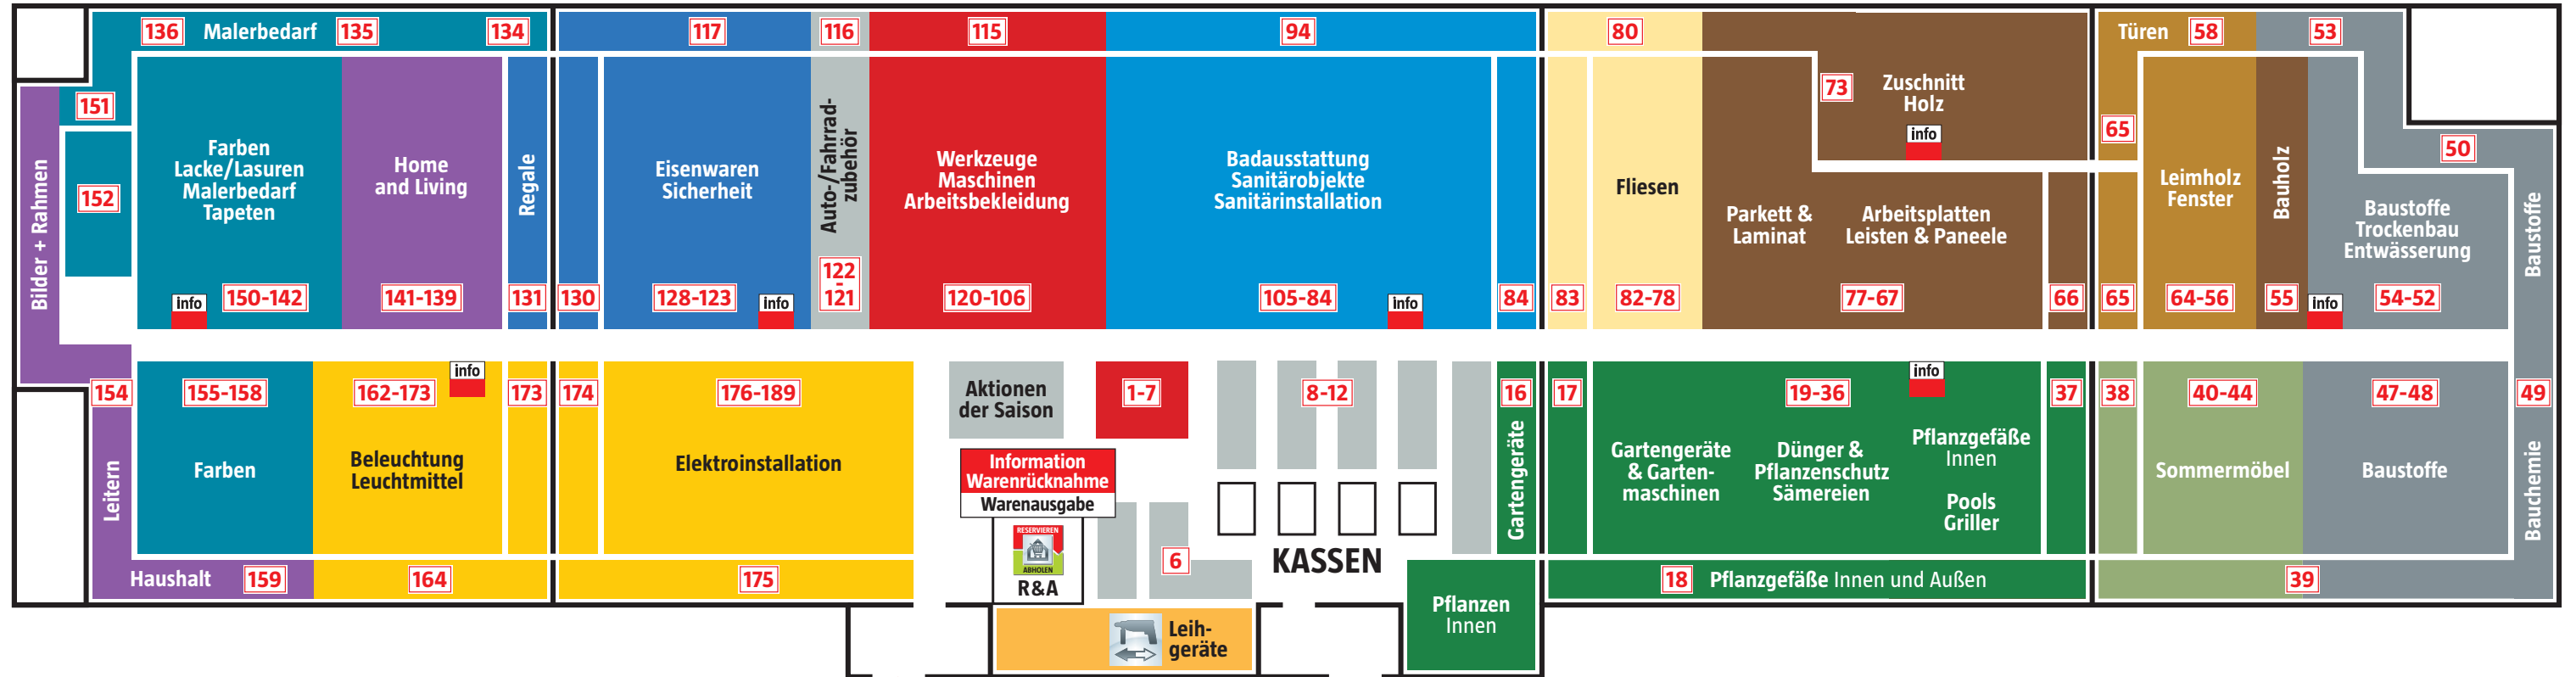 136 Malerbedarf 135 134
117
116
115
94
80
Türen 58
53
151
152
Bilder + Rahmen
Farben
Lacke/Lasuren
Malerbedarf
Tapeten
info
150-142
Home
and Living
141-139
Regale
131
130
Eisenwaren
Sicherheit
128-123
info
Auto-/Fahrrad-
zubehör
122
-
121
Werkzeuge
Maschinen
Arbeitsbekleidung
120-106
Badausstattung
Sanitärobjekte
Sanitärinstallation
105-84
info
84
83
Fliesen
82-78
73
Zuschnitt
Holz
info
Parkett &
Laminat
Arbeitsplatten
Leisten & Paneele
77-67
66
65
65
Leimholz
Fenster
64-56
Bauholz
55
info
50
Baustoffe
Trockenbau
Entwässerung
54-52
Baustoffe
154
Leitern
155-158
Farben
162-173
info
Beleuchtung
Leuchtmittel
173
174
176-189
Elektroinstallation
Haushalt 159
164
175
Aktionen
der Saison
1-7
Information
Warenrücknahme
Warenausgabe
RESERVIEREN
ABHOLEN
R&A
6
8-12
KASSEN
Leih-
geräte
16
Gartengeräte
Pflanzen
Innen
17
19-36
info
Gartengeräte
& Garten-
maschinen
Dünger &
Pflanzenschutz
Sämereien
Pflanzgefäße
Innen
Pools
Griller
37
18 Pflanzgefäße Innen und Außen
38
40-44
Sommermöbel
47-48
Baustoffe
49
Bauchemie
39